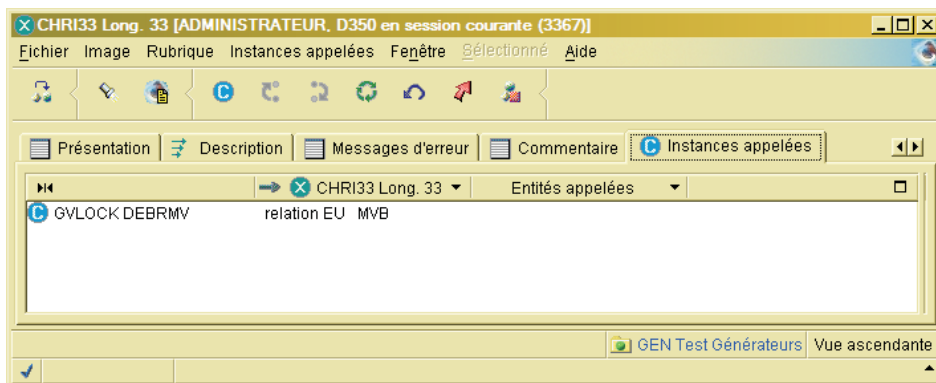 CHRI33 Long. 33 [ADMINISTRATEUR, D350 en session courante (3367)]
Fichier Image Rubrique Instances appelées Fenêtre Sélectionné Aide
Présentation Description Messages d'erreur Commentaire Instances appelées
CHRI33 Long. 33 Entités appelées
GVLOCK DEBRMV relation EU MVB
GEN Test Générateurs Vue ascendante